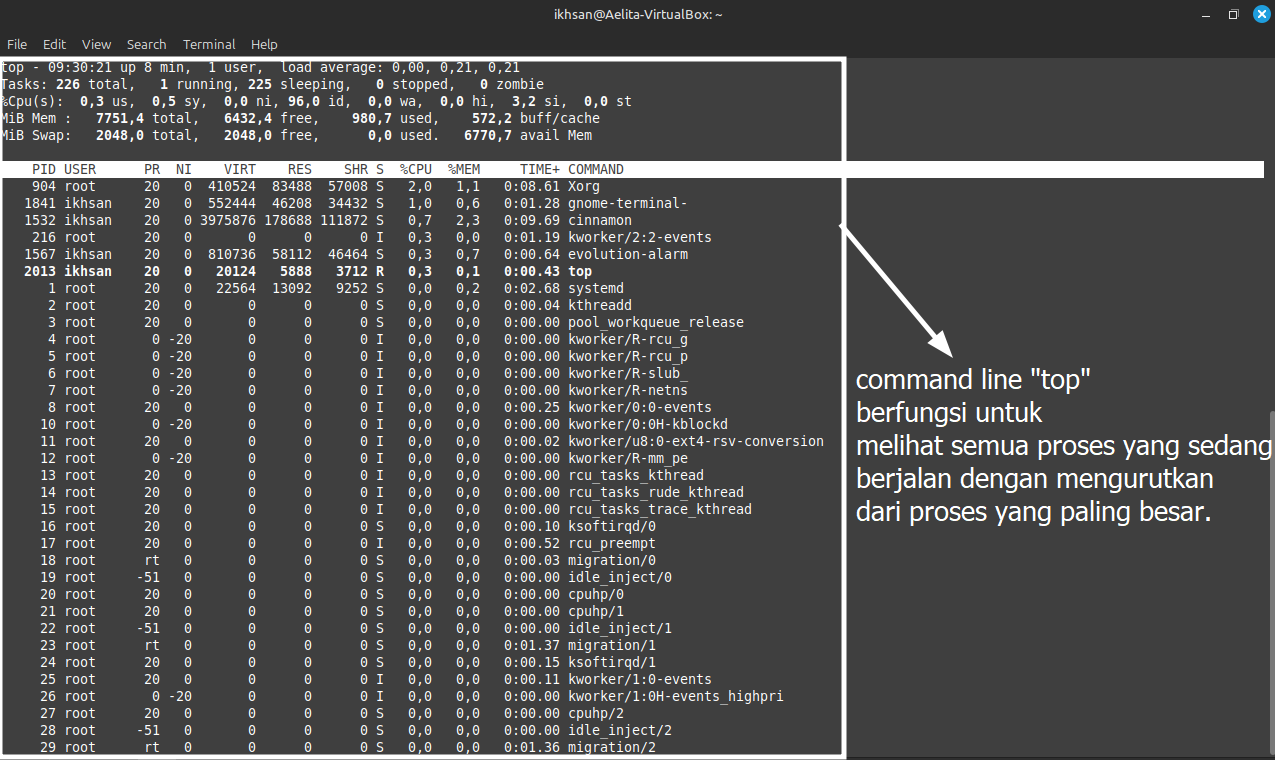 ikhsan@Aelita-VirtualBox: ~
File Edit View Search Terminal Help
top - 09:30:21 up 8 min,  1 user,  load average: 0,00, 0,21, 0,21
Tasks: 226 total,   1 running, 225 sleeping,   0 stopped,   0 zombie
%Cpu(s):  0,3 us,  0,5 sy,  0,0 ni, 96,0 id,  0,0 wa,  0,0 hi,  3,2 si,  0,0 st
MiB Mem :   7751,4 total,   6432,4 free,    980,7 used,    572,2 buff/cache
MiB Swap:   2048,0 total,   2048,0 free,      0,0 used.   6770,7 avail Mem
PID USER PR NI VIRT RES SHR S %CPU %MEM TIME+ COMMAND
904 root 20 0 410524 83488 57008 S 2,0 1,1 0:08.61 Xorg
1841 ikhsan 20 0 552444 46208 34432 S 1,0 0,6 0:01.28 gnome-terminal-
1532 ikhsan 20 0 3975876 178688 111872 S 0,7 2,3 0:09.69 cinnamon
216 root 20 0 0 0 0 I 0,3 0,0 0:01.19 kworker/2:2-events
1567 ikhsan 20 0 810736 58112 46464 S 0,3 0,7 0:00.64 evolution-alarm
2013 ikhsan 20 0 20124 5888 3712 R 0,3 0,1 0:00.43 top
1 root 20 0 22564 13092 9252 S 0,0 0,2 0:02.68 systemd
2 root 20 0 0 0 0 S 0,0 0,0 0:00.04 kthreadd
3 root 20 0 0 0 0 S 0,0 0,0 0:00.00 pool_workqueue_release
4 root 0 -20 0 0 0 I 0,0 0,0 0:00.00 kworker/R-rcu_g
5 root 0 -20 0 0 0 I 0,0 0,0 0:00.00 kworker/R-rcu_p
6 root 0 -20 0 0 0 I 0,0 0,0 0:00.00 kworker/R-slub_
7 root 0 -20 0 0 0 I 0,0 0,0 0:00.00 kworker/R-netns
8 root 20 0 0 0 0 I 0,0 0,0 0:00.25 kworker/0:0-events
10 root 0 -20 0 0 0 I 0,0 0,0 0:00.00 kworker/0:0H-kblockd
11 root 20 0 0 0 0 I 0,0 0,0 0:00.02 kworker/u8:0-ext4-rsv-conversion
12 root 0 -20 0 0 0 I 0,0 0,0 0:00.00 kworker/R-mm_pe
13 root 20 0 0 0 0 I 0,0 0,0 0:00.00 rcu_tasks_kthread
14 root 20 0 0 0 0 I 0,0 0,0 0:00.00 rcu_tasks_rude_kthread
15 root 20 0 0 0 0 I 0,0 0,0 0:00.00 rcu_tasks_trace_kthread
16 root 20 0 0 0 0 S 0,0 0,0 0:00.10 ksoftirqd/0
17 root 20 0 0 0 0 I 0,0 0,0 0:00.52 rcu_preempt
18 root rt 0 0 0 0 S 0,0 0,0 0:00.03 migration/0
19 root -51 0 0 0 0 S 0,0 0,0 0:00.00 idle_inject/0
20 root 20 0 0 0 0 S 0,0 0,0 0:00.00 cpuhp/0
21 root 20 0 0 0 0 S 0,0 0,0 0:00.00 cpuhp/1
22 root -51 0 0 0 0 S 0,0 0,0 0:00.00 idle_inject/1
23 root rt 0 0 0 0 S 0,0 0,0 0:01.37 migration/1
24 root 20 0 0 0 0 S 0,0 0,0 0:00.15 ksoftirqd/1
25 root 20 0 0 0 0 I 0,0 0,0 0:00.11 kworker/1:0-events
26 root 0 -20 0 0 0 I 0,0 0,0 0:00.00 kworker/1:0H-events_highpri
27 root 20 0 0 0 0 S 0,0 0,0 0:00.00 cpuhp/2
28 root -51 0 0 0 0 S 0,0 0,0 0:00.00 idle_inject/2
29 root rt 0 0 0 0 S 0,0 0,0 0:01.36 migration/2
command line "top"
berfungsi untuk
melihat semua proses yang sedang
berjalan dengan mengurutkan
dari proses yang paling besar.